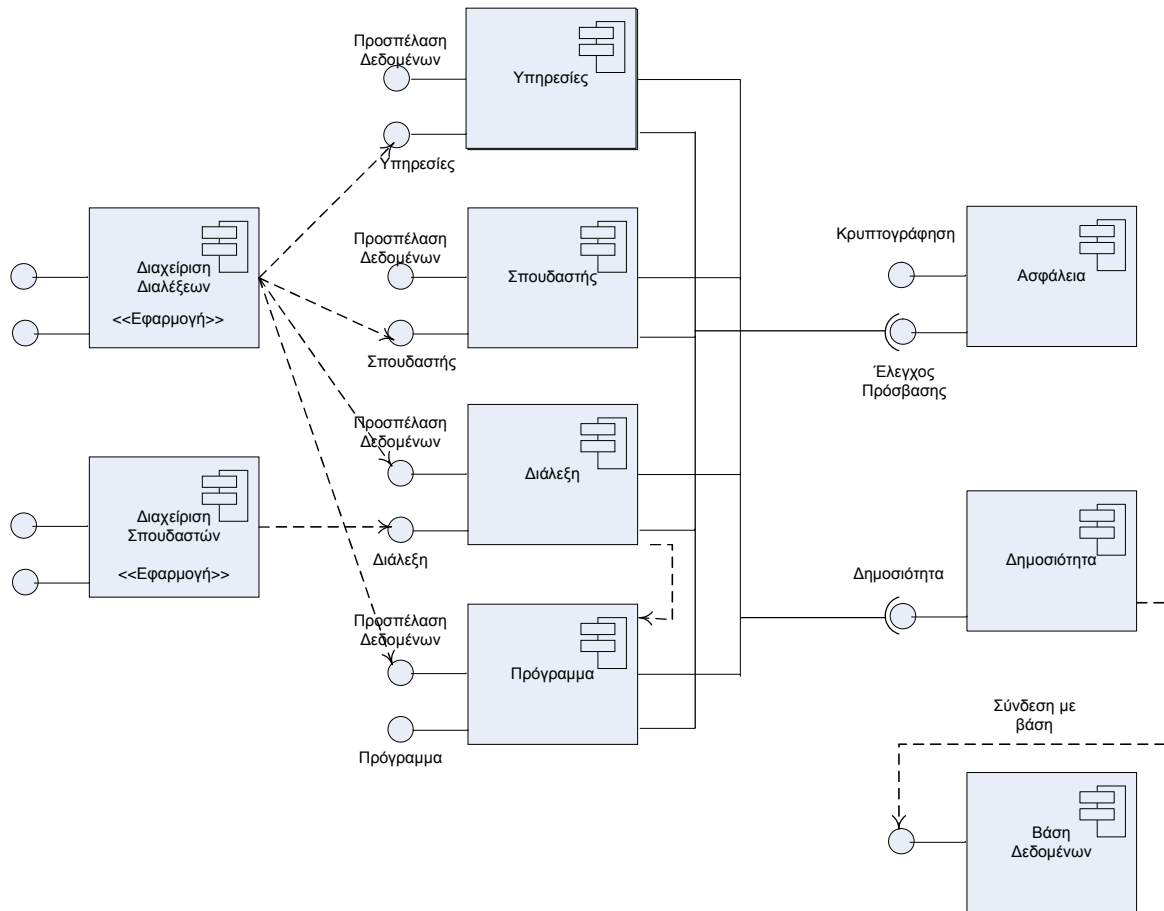 Προσπέλαση
Δεδομένων
Υπηρεσίες
Υπηρεσίες
Διαχείριση
Διαλέξεων
<<Εφαρμογή>>
Προσπέλαση
Δεδομένων
Σπουδαστής
Σπουδαστής
Κρυπτογράφηση
Ασφάλεια
Έλεγχος
Πρόσβασης
Προσπέλαση
Δεδομένων
Διάλεξη
Διάλεξη
Διαχείριση
Σπουδαστών
<<Εφαρμογή>>
Δημοσιότητα
Δημοσιότητα
Προσπέλαση
Δεδομένων
Πρόγραμμα
Πρόγραμμα
Σύνδεση με
βάση
Βάση
Δεδομένων